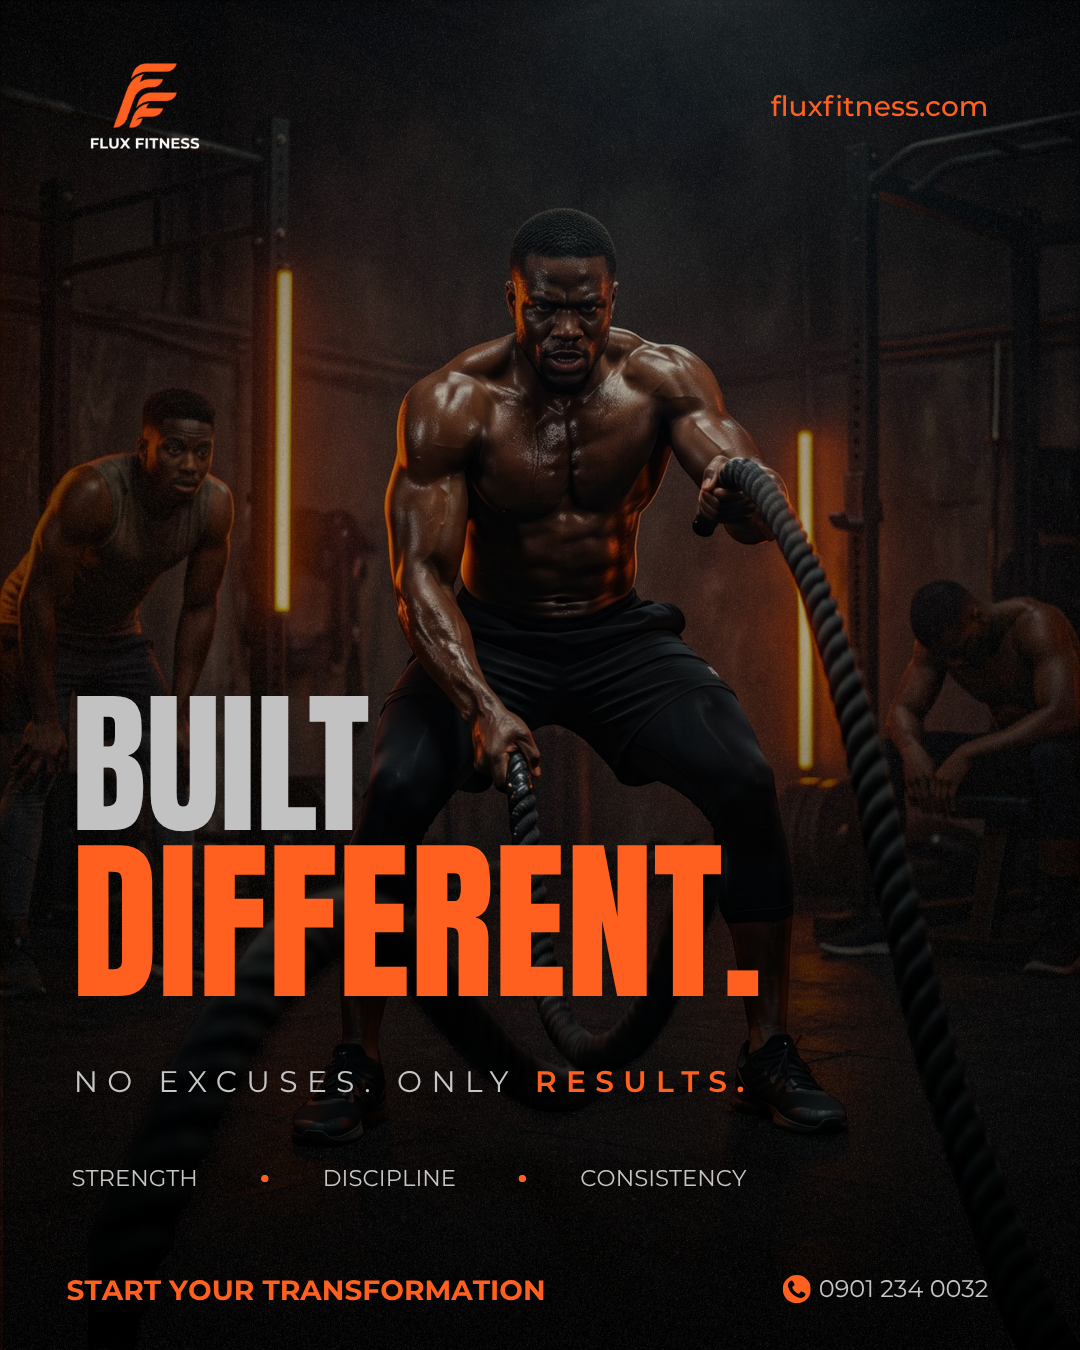 FLUX FITNESS
fluxfitness.com
BUILT
DIFFERENT.
NO EXCUSES. ONLY RESULTS.
STRENGTH • DISCIPLINE • CONSISTENCY
START YOUR TRANSFORMATION
0901 234 0032